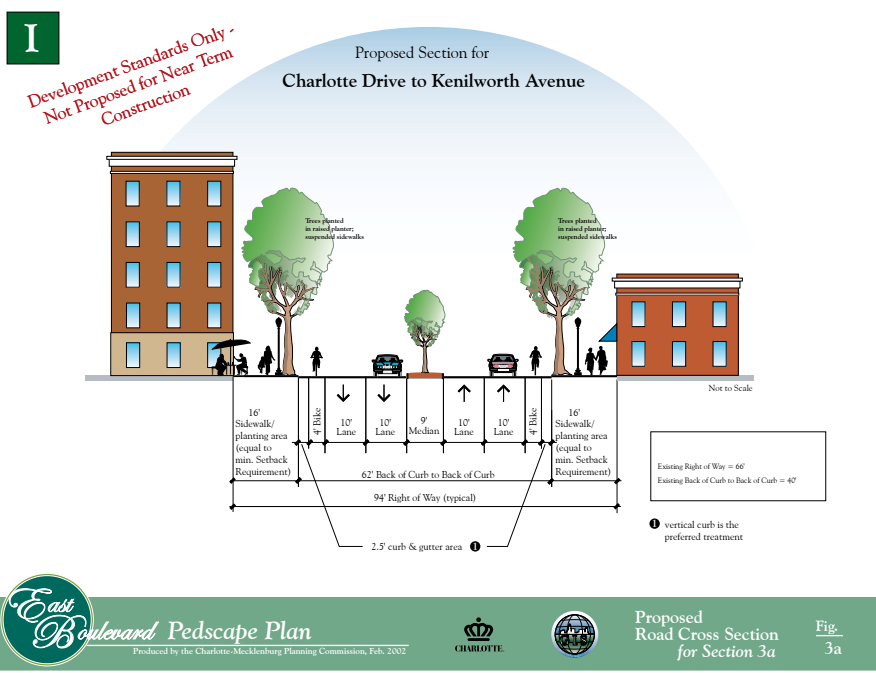 I
Development Standards Only -
Not Proposed for Near Term
Construction
Proposed Section for
Charlotte Drive to Kenilworth Avenue
Trees planted
in raised planter;
suspended sidewalks
Trees planted
in raised planter;
suspended sidewalks
Not to Scale
16'
Sidewalk/
planting area
(equal to
min. Setback
Requirement)
4' Bike
10'
Lane
10'
Lane
9'
Median
10'
Lane
10'
Lane
4' Bike
16'
Sidewalk/
planting area
(equal to
min. Setback
Requirement)
62' Back of Curb to Back of Curb
94' Right of Way (typical)
2.5' curb & gutter area 1
Existing Right of Way = 66'
Existing Back of Curb to Back of Curb = 40'
1 vertical curb is the
preferred treatment
East
Boulevard Pedscape Plan
Produced by the Charlotte-Mecklenburg Planning Commission, Feb. 2002
CHARLOTTE.
Proposed
Road Cross Section
for Section 3a
Fig.
3a